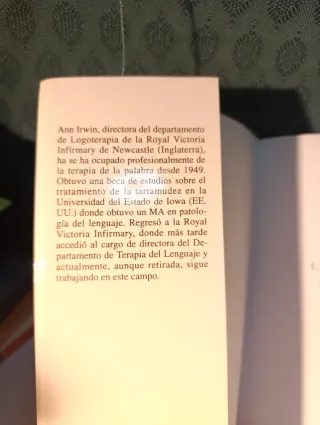 Ann Irwin, directora del departamento
de Logoterapia de la Royal Victoria
Infirmary de Newcastle (Inglaterra),
ha se ha ocupado profesionalmente de
la terapia de la palabra desde 1949.
Obtuvo una beca de estudios sobre el
tratamiento de la tartamudez en la
Universidad del Estado de Iowa (EE.
UU.) donde obtuvo un MA en patolo-
gía del lenguaje. Regresó a la Royal
Victoria Infirmary, donde más tarde
accedió al cargo de directora del De-
partamento de Terapia del Lenguaje y
actualmente, aunque retirada, sigue
trabajando en este campo.